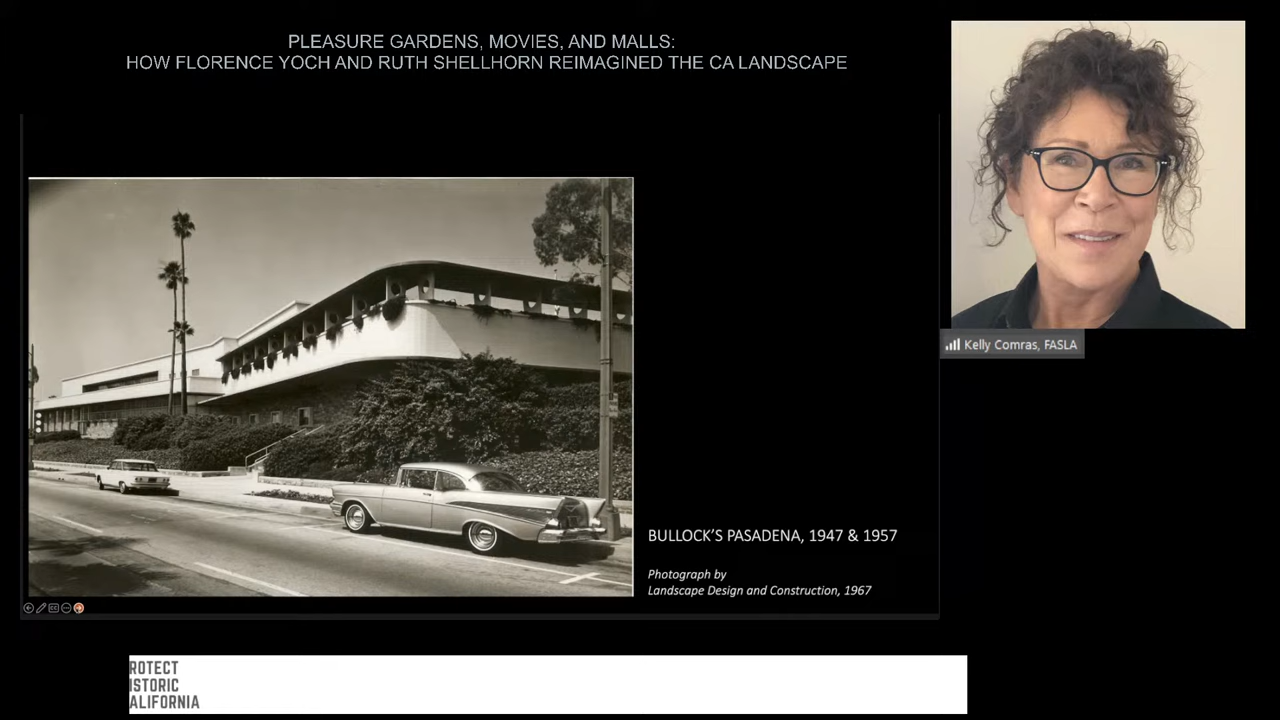 PLEASURE GARDENS, MOVIES, AND MALLS:
HOW FLORENCE YOCH AND RUTH SHELLHORN REIMAGINED THE CA LANDSCAPE
Kelly Comras, FASLA
BULLOCK'S PASADENA, 1947 & 1957
Photograph by
Landscape Design and Construction, 1967
ROTECT
ISTORIC
ALIFORNIA